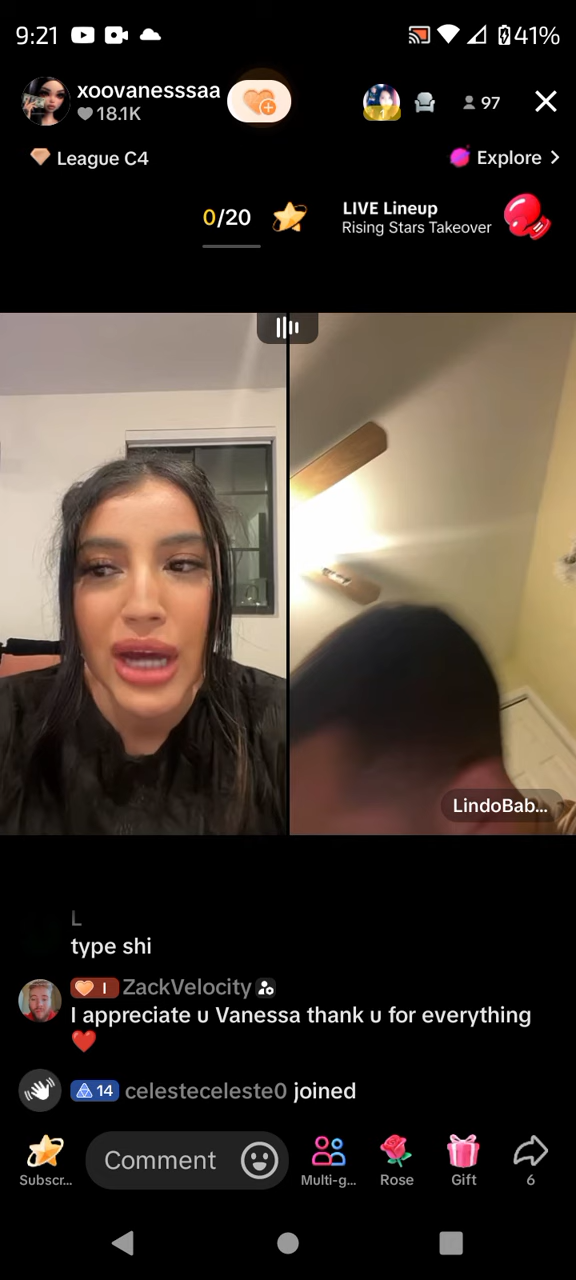 9:21
41%
xoovanesssaa
18.1K
97
League C4
Explore
0/20
LIVE Lineup
Rising Stars Takeover
LindoBab...
L
type shi
I
ZackVelocity
I appreciate u Vanessa thank u for everything
❤️
14 celesteceleste0 joined
Subscr...
Comment
Multi-g...
Rose
Gift
6